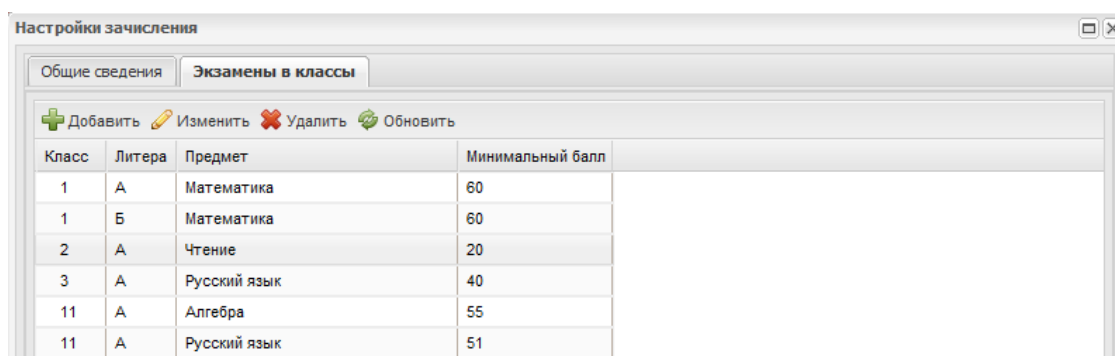 Настройки зачисления
Общие сведения Экзамены в классы
Добавить Изменить Удалить Обновить
Класс Литера Предмет Минимальный балл
1 А Математика 60
1 Б Математика 60
2 А Чтение 20
3 А Русский язык 40
11 А Алгебра 55
11 А Русский язык 51